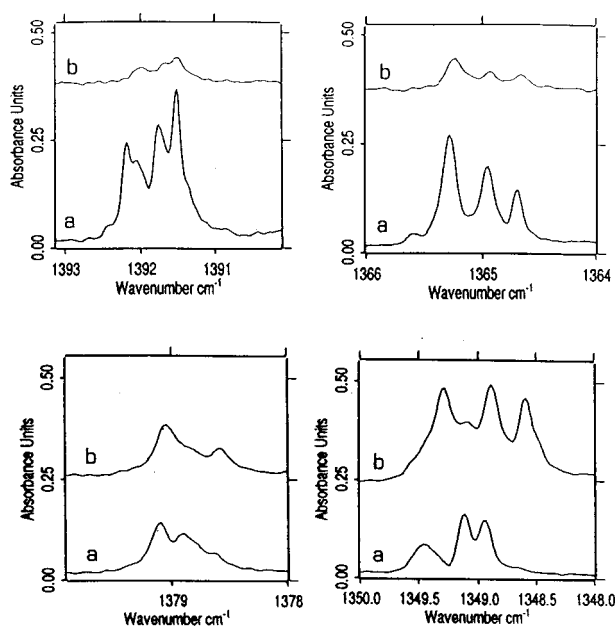 0.50
b
0.25
a
0.00
Absorbance Units
1393 1392 1391
Wavenumber cm⁻¹
0.50
b
0.25
a
0.00
Absorbance Units
1366 1365 1364
Wavenumber cm⁻¹
0.50
b
0.25
a
0.00
Absorbance Units
1379 1378
Wavenumber cm⁻¹
0.50
b
0.25
a
0.00
Absorbance Units
1350.0 1349.5 1349.0 1348.5 1348.0
Wavenumber cm⁻¹